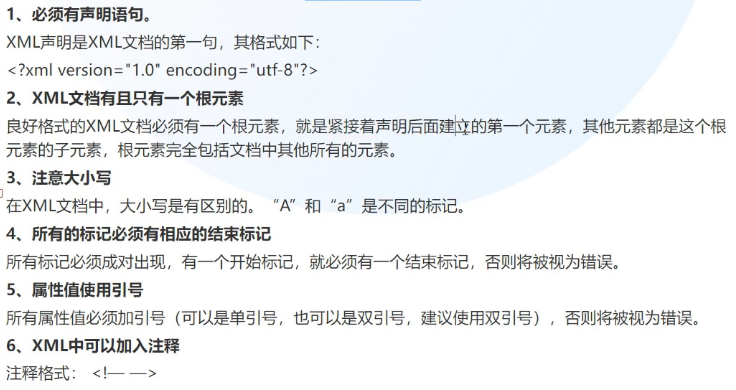 1、必须有声明语句。
XML声明是XML文档的第一句，其格式如下：
<?xml version="1.0" encoding="utf-8"?>
2、XML文档有且只有一个根元素
良好格式的XML文档必须有一个根元素，就是紧接着声明后面建立的第一个元素，其他元素都是这个根
元素的子元素，根元素完全包括文档中其他所有的元素。
3、注意大小写
在XML文档中，大小写是有区别的。“A”和“a”是不同的标记。
4、所有的标记必须有相应的结束标记
所有标记必须成对出现，有一个开始标记，就必须有一个结束标记，否则将被视为错误。
5、属性值使用引号
所有属性值必须加引号（可以是单引号，也可以是双引号，建议使用双引号），否则将被视为错误。
6、XML中可以加入注释
注释格式： <!— —>